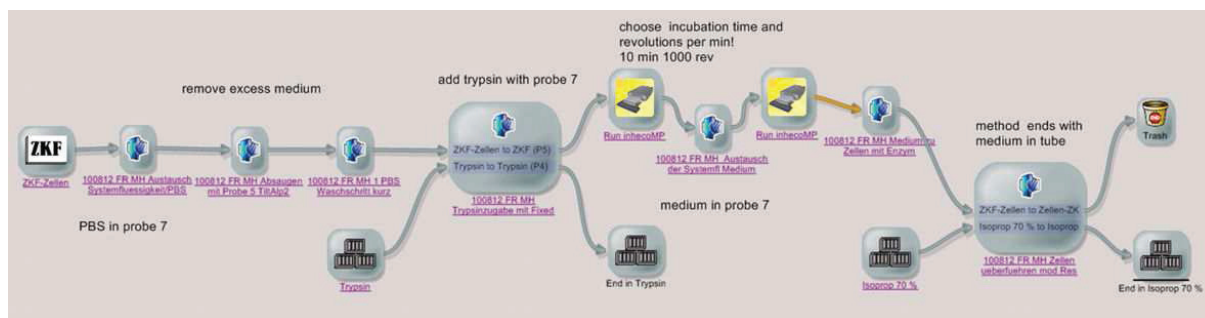 choose incubation time and
revolutions per min!
10 min 1000 rev
remove excess medium
add trypsin with probe 7
method ends with
medium in tube
ZKF
ZKF-Zellen
100812 FR MH Austausch
Systemfluessigkeit/PBS
100812 FR MH Absaugen
mit Probe 5 TiltAlp2
100812 FR MH 1 PBS
Waschschritt kurz
ZKF-Zellen to ZKF (P5)
Trypsin to Trypsin (P4)
100812 FR MH
Trypsinzugabe mit Fixed
Run inhecoMP
100812 FR MH Austausch
der Systemfl Medium
Run inhecoMP
100812 FR MH Medium zu
Zellen mit Enzym
ZKF-Zellen to Zellen-ZK
Isoprop 70 % to Isoprop
100812 FR MH Zellen
ueberfuehren mod Res
Trash
PBS in probe 7
medium in probe 7
Trypsin
End in Trypsin
Isoprop 70 %
End in Isoprop 70 %